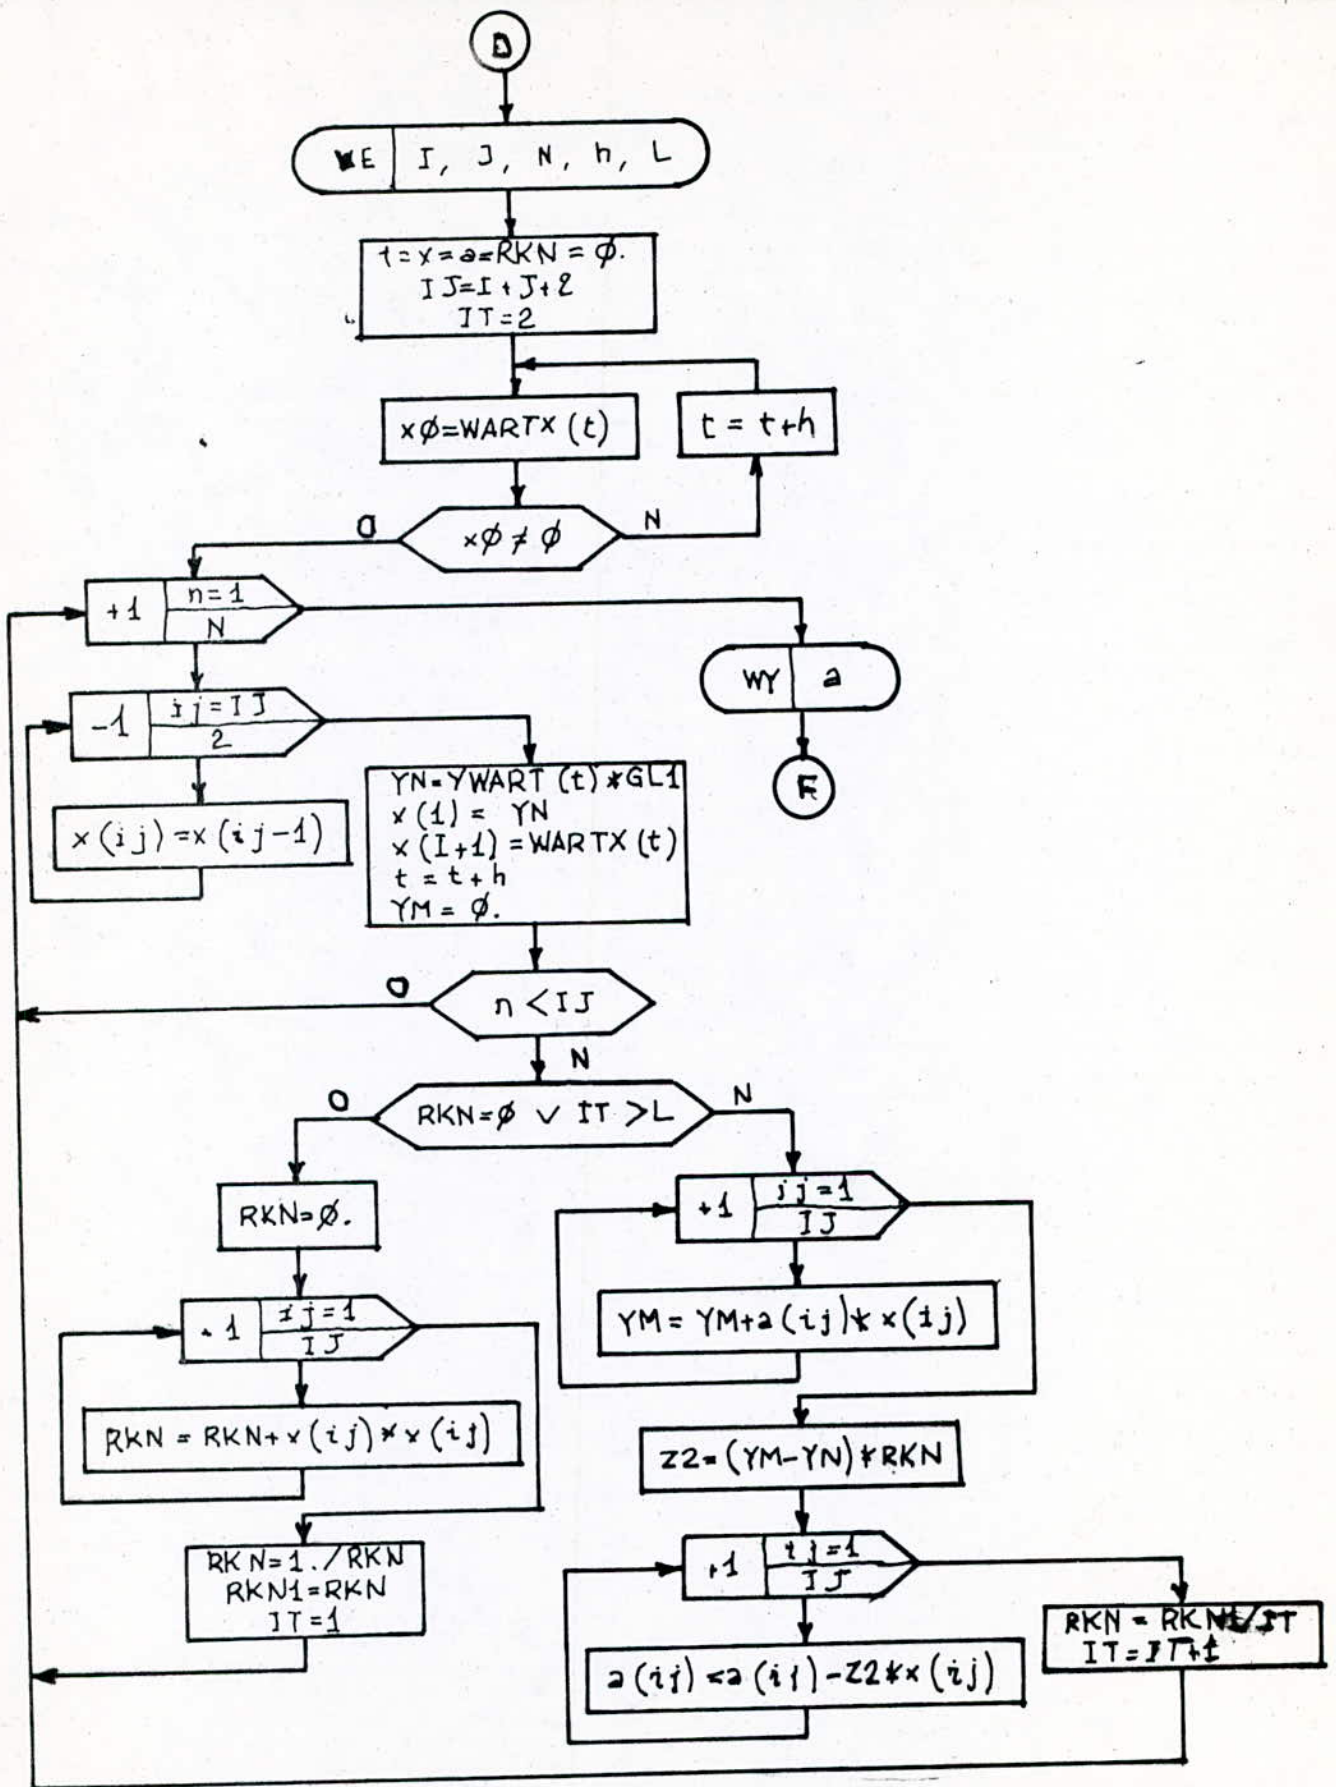 D
WE I, J, N, h, L
t=x=a=RKN=Ø.
IJ=I+J+2
IT=2
xØ=WARTX(t)
t=t+h
xØ≠Ø
O
N
+1 n=1
N
WY a
-1 ij=IJ
2
E
YN=YWART(t)*GL1
x(1)=YN
x(I+1)=WARTX(t)
t=t+h
YM=Ø.
x(ij)=x(ij-1)
n<IJ
O
N
RKN=Ø ∨ IT>L
O
N
RKN=Ø.
+1 ij=1
IJ
YM=YM+a(ij)*x(ij)
+1 ij=1
IJ
RKN=RKN+x(ij)*x(ij)
Z2=(YM-YN)*RKN
RKN=1./RKN
RKN1=RKN
IT=1
+1 ij=1
IJ
RKN=RKN1/IT
IT=IT+1
a(ij)=a(ij)-Z2*x(ij)